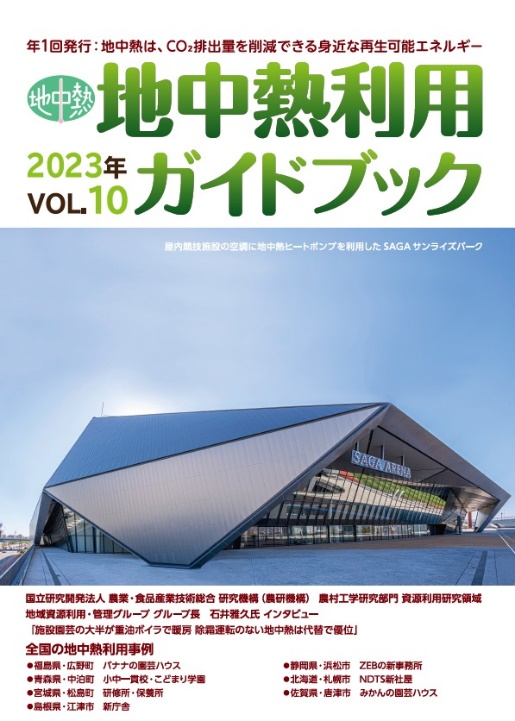 年1回発行：地中熱は、CO₂排出量を削減できる身近な再生可能エネルギー
地中熱
地中熱利用
2023年
VOL.10
ガイドブック
屋内競技施設の空調に地中熱ヒートポンプを利用したSAGAサンライズパーク
SAGA ARENA
国立研究開発法人 農業・食品産業技術総合 研究機構（農研機構） 農村工学研究部門 資源利用研究領域
地域資源利用・管理グループ グループ長 石井雅久氏 インタビュー
「施設園芸の大半が重油ボイラで暖房 除霜運転のない地中熱は代替で優位」
全国の地中熱利用事例
●福島県・広野町 バナナの園芸ハウス
●青森県・中泊町 小中一貫校・こどまり学園
●宮城県・松島町 研修所・保養所
●島根県・江津市 新庁舎
●静岡県・浜松市 ZEBの新事務所
●北海道・札幌市 NDTS新社屋
●佐賀県・唐津市 みかんの園芸ハウス